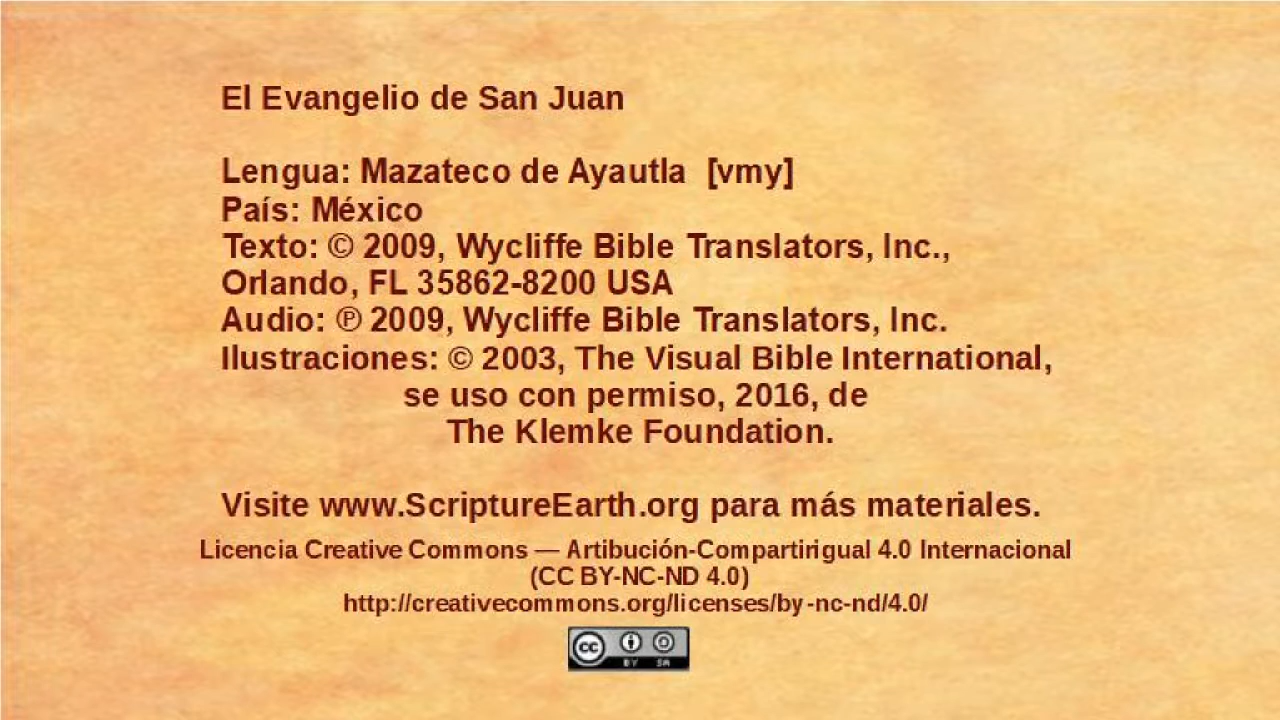 El Evangelio de San Juan
Lengua: Mazateco de Ayautla [vmy]
País: México
Texto: © 2009, Wycliffe Bible Translators, Inc.,
Orlando, FL 35862-8200 USA
Audio: ℗ 2009, Wycliffe Bible Translators, Inc.
Ilustraciones: © 2003, The Visual Bible International,
se uso con permiso, 2016, de
The Klemke Foundation.
Visite www.ScriptureEarth.org para más materiales.
Licencia Creative Commons — Artibución-Compartirigual 4.0 Internacional
(CC BY-NC-ND 4.0)
http://creativecommons.org/licenses/by-nc-nd/4.0/
cc BY SA